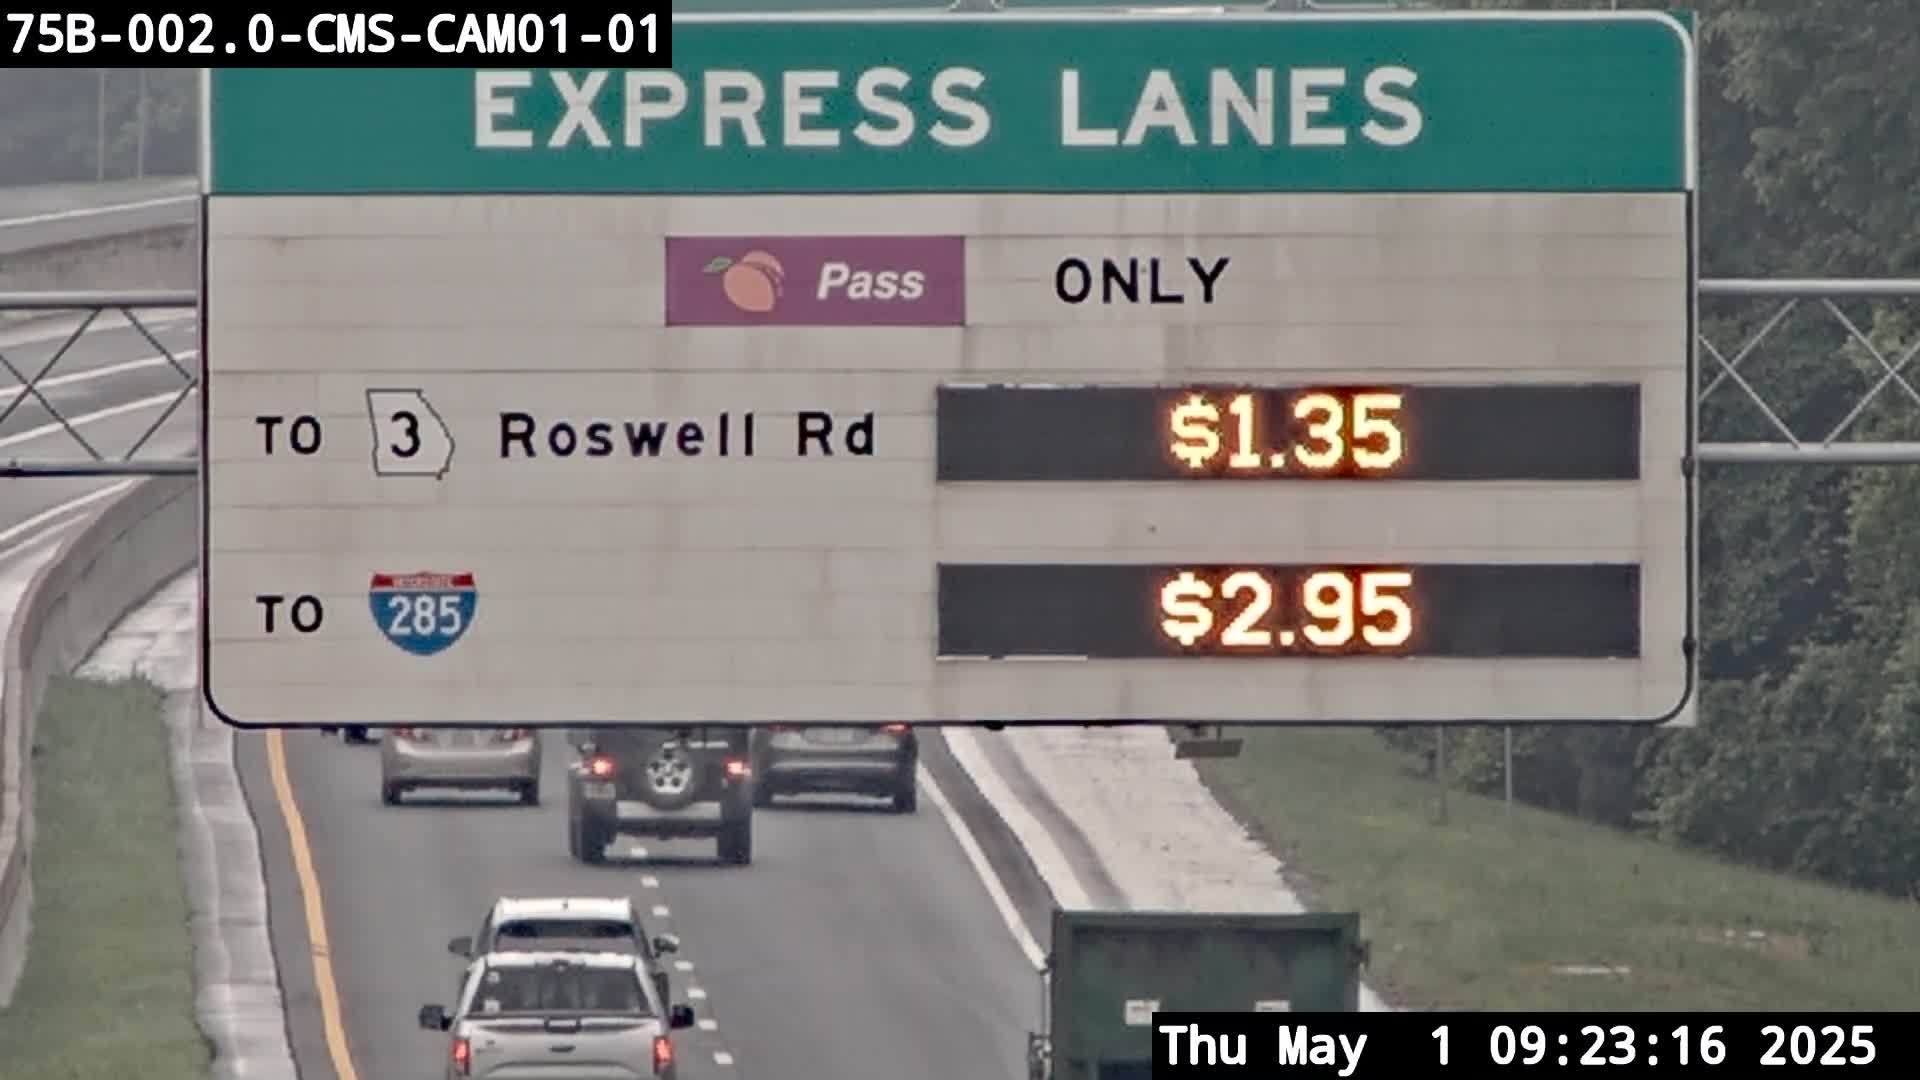 75B-002.0-CMS-CAM01-01
EXPRESS LANES
Pass ONLY
TO 3 Roswell Rd $1.35
TO 285 $2.95
Thu May 1 09:23:16 2025